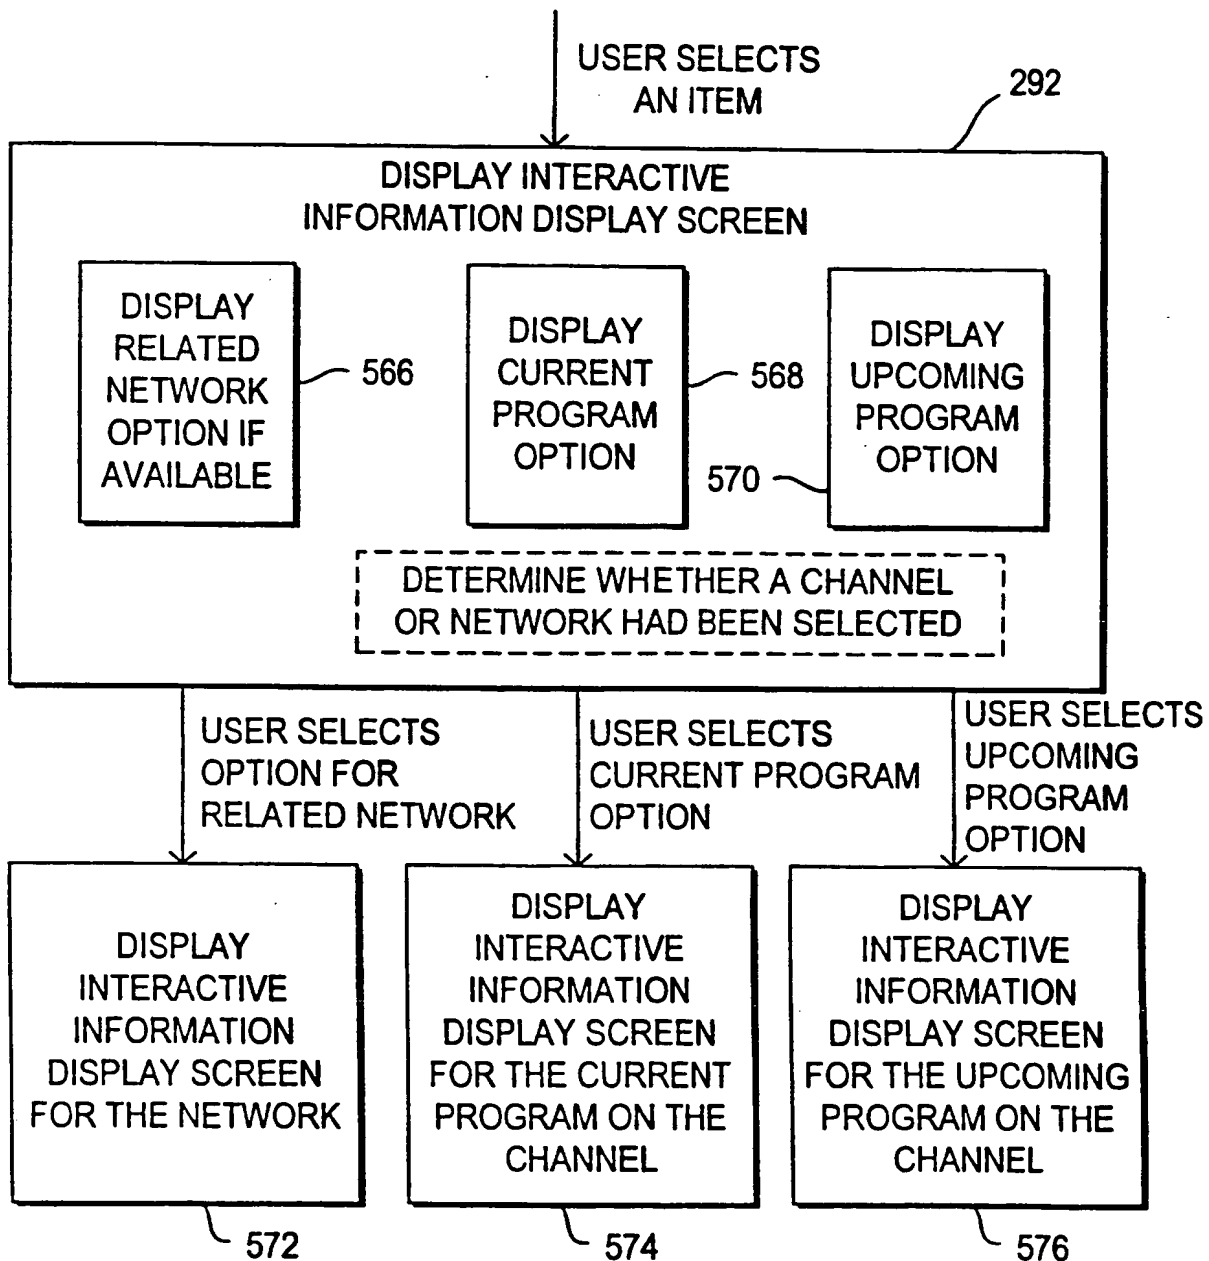 USER SELECTS
AN ITEM
292
DISPLAY INTERACTIVE
INFORMATION DISPLAY SCREEN
DISPLAY
RELATED
NETWORK
OPTION IF
AVAILABLE
566
DISPLAY
CURRENT
PROGRAM
OPTION
568
DISPLAY
UPCOMING
PROGRAM
OPTION
570
DETERMINE WHETHER A CHANNEL
OR NETWORK HAD BEEN SELECTED
USER SELECTS
OPTION FOR
RELATED NETWORK
USER SELECTS
CURRENT PROGRAM
OPTION
USER SELECTS
UPCOMING
PROGRAM
OPTION
DISPLAY
INTERACTIVE
INFORMATION
DISPLAY SCREEN
FOR THE NETWORK
572
DISPLAY
INTERACTIVE
INFORMATION
DISPLAY SCREEN
FOR THE CURRENT
PROGRAM ON THE
CHANNEL
574
DISPLAY
INTERACTIVE
INFORMATION
DISPLAY SCREEN
FOR THE UPCOMING
PROGRAM ON THE
CHANNEL
576